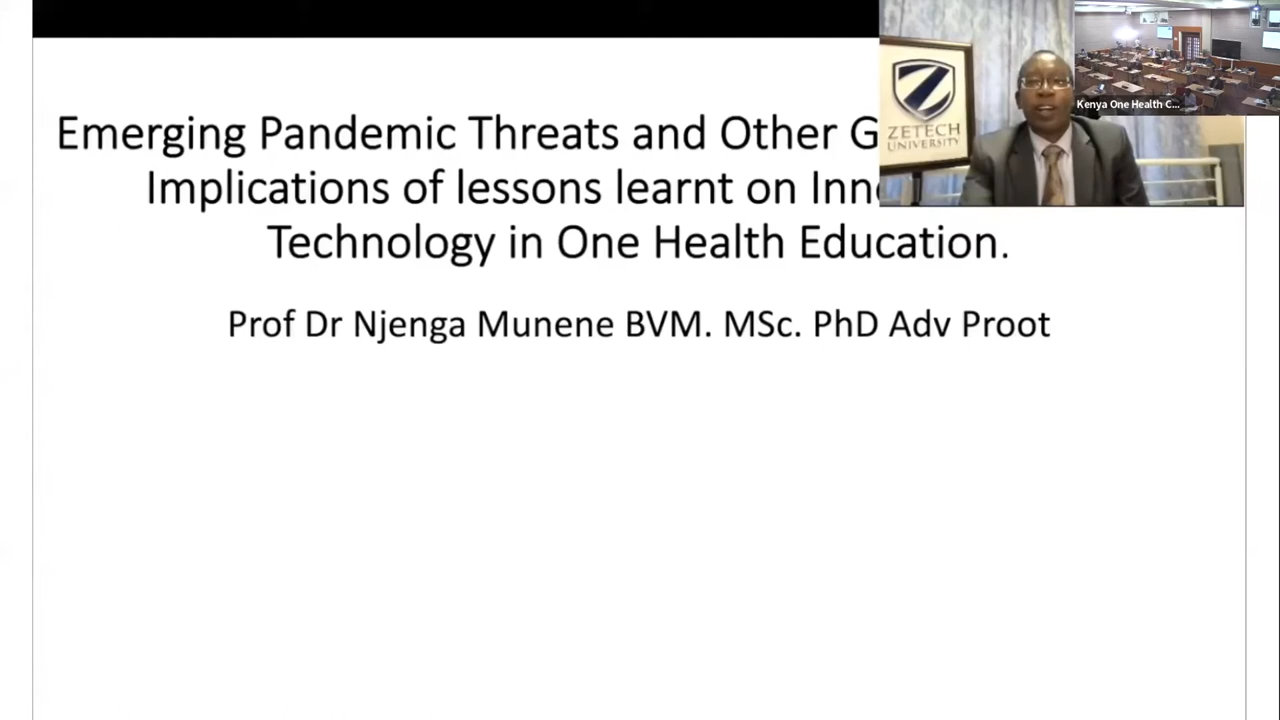 Emerging Pandemic Threats and Other G
Implications of lessons learnt on Inn
Technology in One Health Education.
Prof Dr Njenga Munene BVM. MSc. PhD Adv Proot
Z
ZETECH
UNIVERSITY
Kenya One Health C...